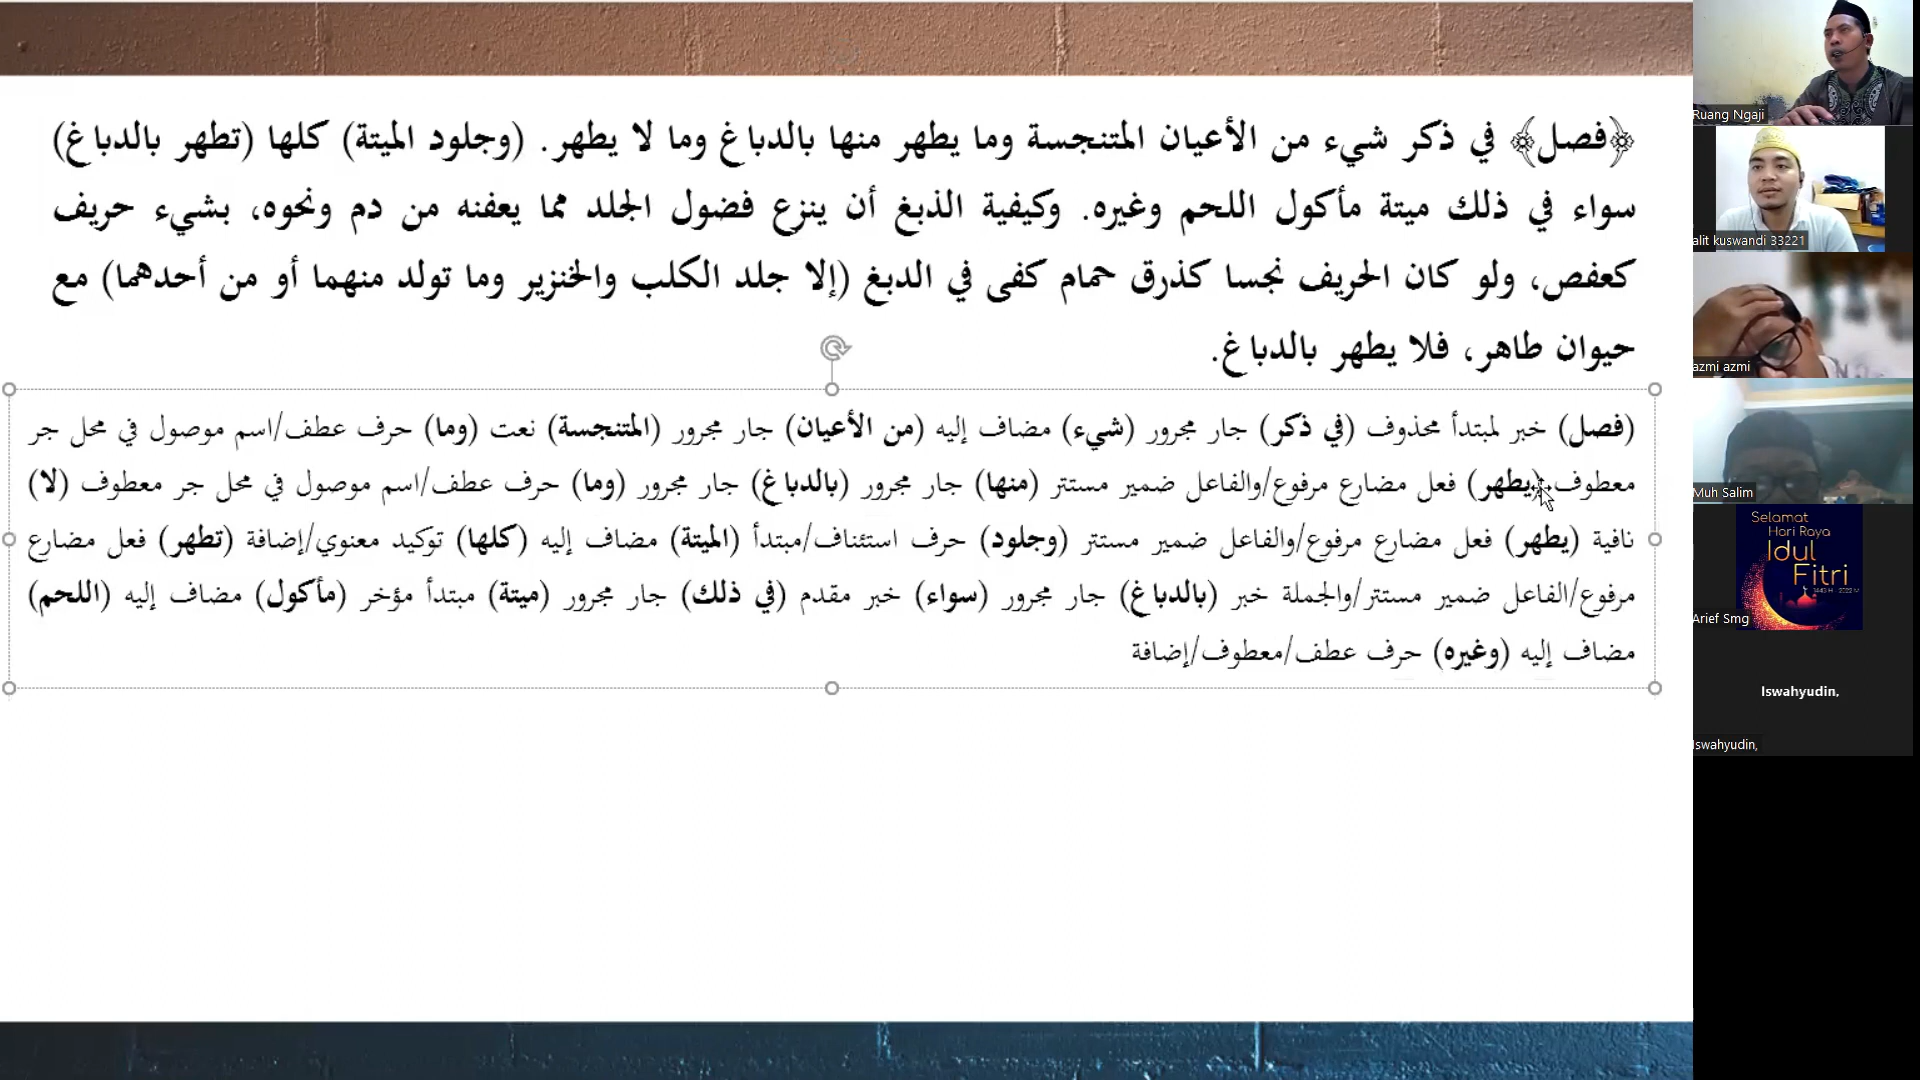 ﴿فصل﴾ في ذكر شيء من الأعيان المتنجسة وما يطهر منها بالدباغ وما لا يطهر. (وجلود الميتة) كلها (تطهر بالدباغ)
سواء في ذلك ميتة مأكول اللحم وغيره. وكيفية الذبغ أن ينزع فضول الجلد مما يعفنه من دم ونحوه، بشيء حريف
كعفص، ولو كان الحريف نجسا كذرق حمام كفى في الدبغ (إلا جلد الكلب والخنزير وما تولد منهما أو من أحدهما) مع
حيوان طاهر، فلا يطهر بالدباغ.
(فصل) خبر لمبتدأ محذوف (في ذكر) جار مجرور (شيء) مضاف إليه (من الأعيان) جار مجرور (المتنجسة) نعت (وما) حرف عطف/اسم موصول في محل جر
معطوف (يطهر) فعل مضارع مرفوع/والفاعل ضمير مستتر (منها) جار مجرور (بالدباغ) جار مجرور (وما) حرف عطف/اسم موصول في محل جر معطوف (لا)
نافية (يطهر) فعل مضارع مرفوع/والفاعل ضمير مستتر (وجلود) حرف استئناف/مبتدأ (الميتة) مضاف إليه (كلها) توكيد معنوي/إضافة (تطهر) فعل مضارع
مرفوع/الفاعل ضمير مستتر/والجملة خبر (بالدباغ) جار مجرور (سواء) خبر مقدم (في ذلك) جار مجرور (ميتة) مبتدأ مؤخر (مأكول) مضاف إليه (اللحم)
مضاف إليه (وغيره) حرف عطف/معطوف/إضافة
Ruang Ngaji
alit kuswandi 33221
azmi azmi
Muh Salim
Selamat
Hari Raya
Idul
Fitri
1443 H - 2022 M
Arief Smg
Iswahyudin,
Iswahyudin,